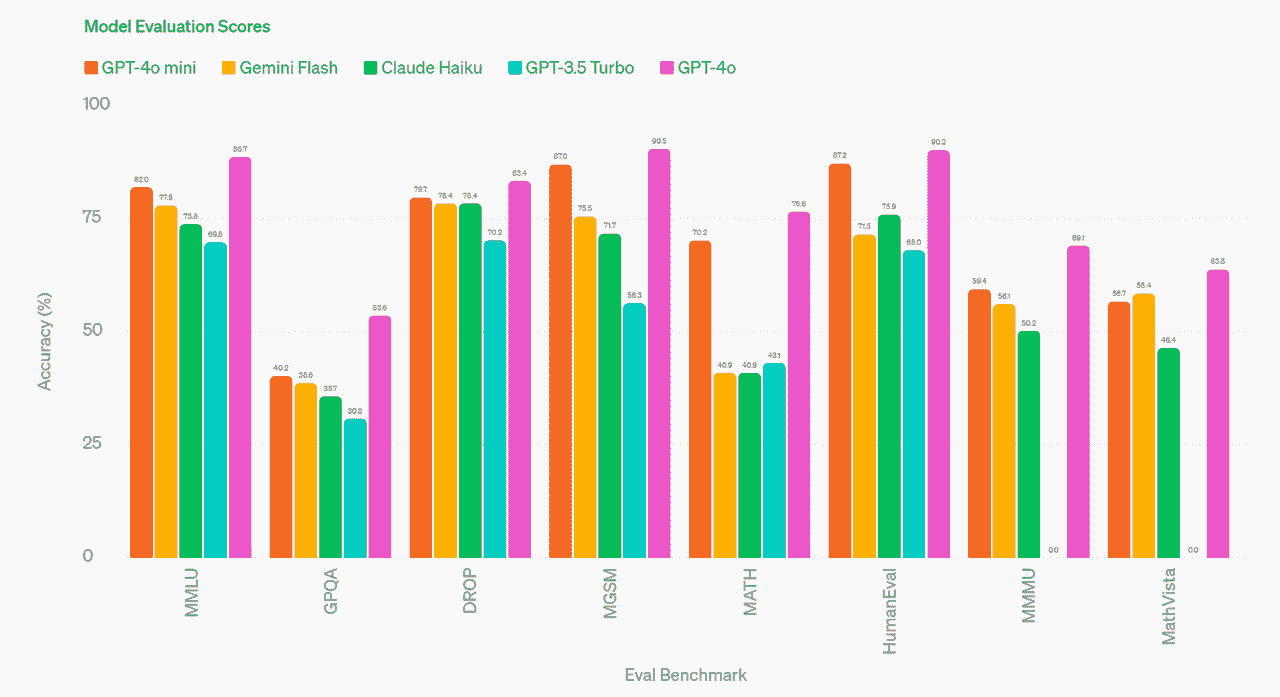 Model Evaluation Scores
GPT-4o mini Gemini Flash Claude Haiku GPT-3.5 Turbo GPT-4o
100
75
50
25
0
Accuracy (%)
82.0 77.9 73.8 69.8 88.7
40.2 38.6 35.7 30.8 53.6
79.7 78.4 78.4 70.2 83.4
87.0 75.5 71.7 56.3 90.5
70.2 40.9 40.9 43.1 76.6
87.2 71.5 75.9 68.0 90.2
59.4 56.1 50.2 0.0 69.1
56.7 58.4 46.4 0.0 63.8
MMLU
GPQA
DROP
MGSM
MATH
HumanEval
MMMU
MathVista
Eval Benchmark